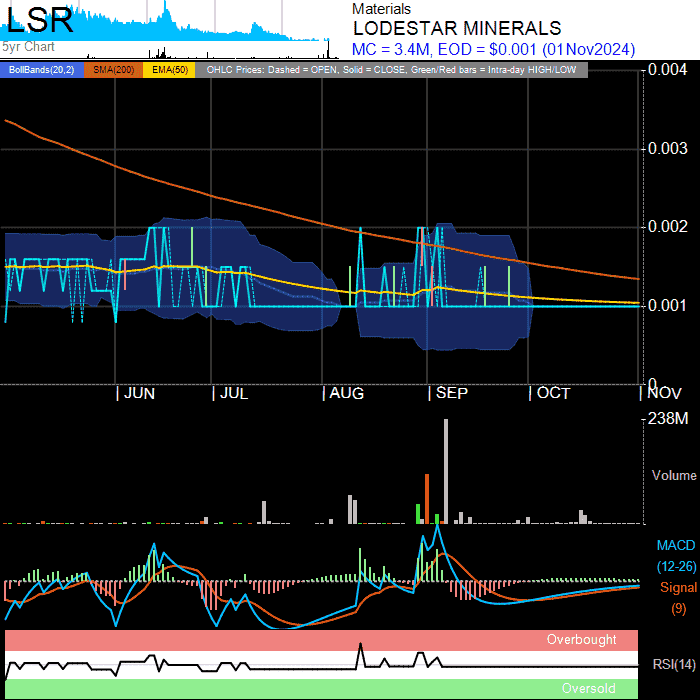 LSR
5yr Chart
Materials
LODESTAR MINERALS
MC = 3.4M, EOD = $0.001 (01Nov2024)
BollBands(20,2) SMA(200) EMA(50) OHLC Prices: Dashed = OPEN, Solid = CLOSE, Green/Red bars = Intra-day HIGH/LOW
0.004
0.003
0.002
0.001
0
JUN JUL AUG SEP OCT NOV
238M
Volume
MACD
(12-26)
Signal
(9)
Overbought
RSI(14)
Oversold